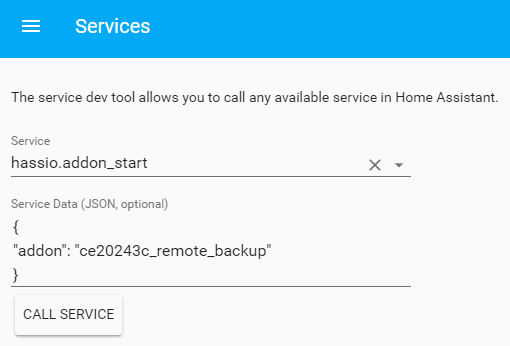 Services
The service dev tool allows you to call any available service in Home Assistant.
Service
hassio.addon_start
Service Data (JSON, optional)
{
"addon": "ce20243c_remote_backup"
}
CALL SERVICE